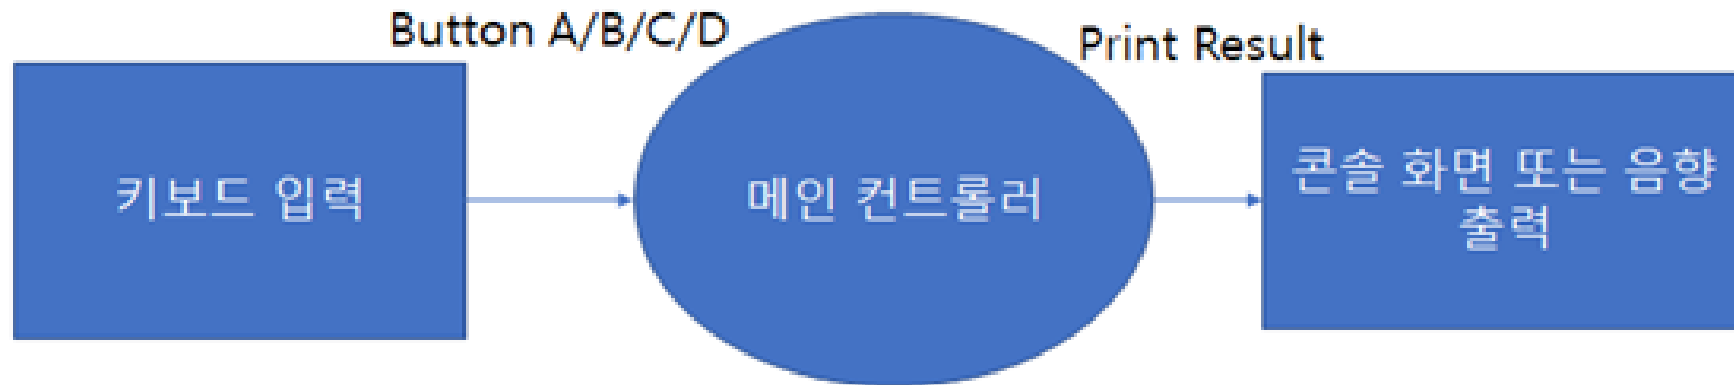 Button A/B/C/D
Print Result
키보드 입력
메인 컨트롤러
콘솔 화면 또는 음향
출력